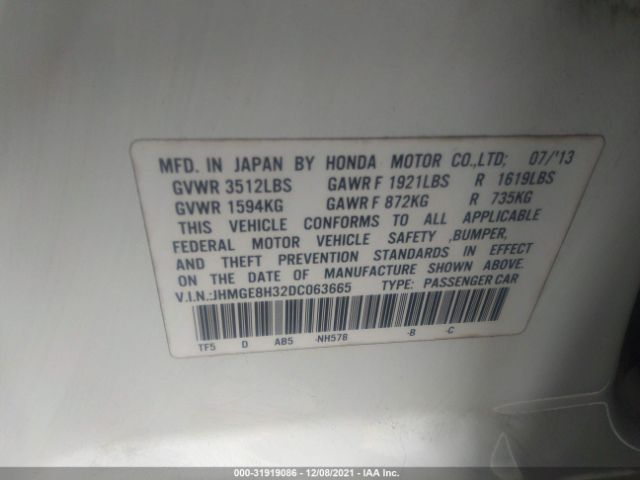 MFD. IN JAPAN BY HONDA MOTOR CO.,LTD; 07/'13
GVWR 3512LBS GAWR F 1921LBS R 1619LBS
GVWR 1594KG GAWR F 872KG R 735KG
THIS VEHICLE CONFORMS TO ALL APPLICABLE
FEDERAL MOTOR VEHICLE SAFETY ,BUMPER,
AND THEFT PREVENTION STANDARDS IN EFFECT
ON THE DATE OF MANUFACTURE SHOWN ABOVE.
V.I.N.:JHMGE8H32DC063665 TYPE: PASSENGER CAR
TF5 D AB5 -NH578 -B -C
000-31919086 - 12/08/2021 - IAA Inc.